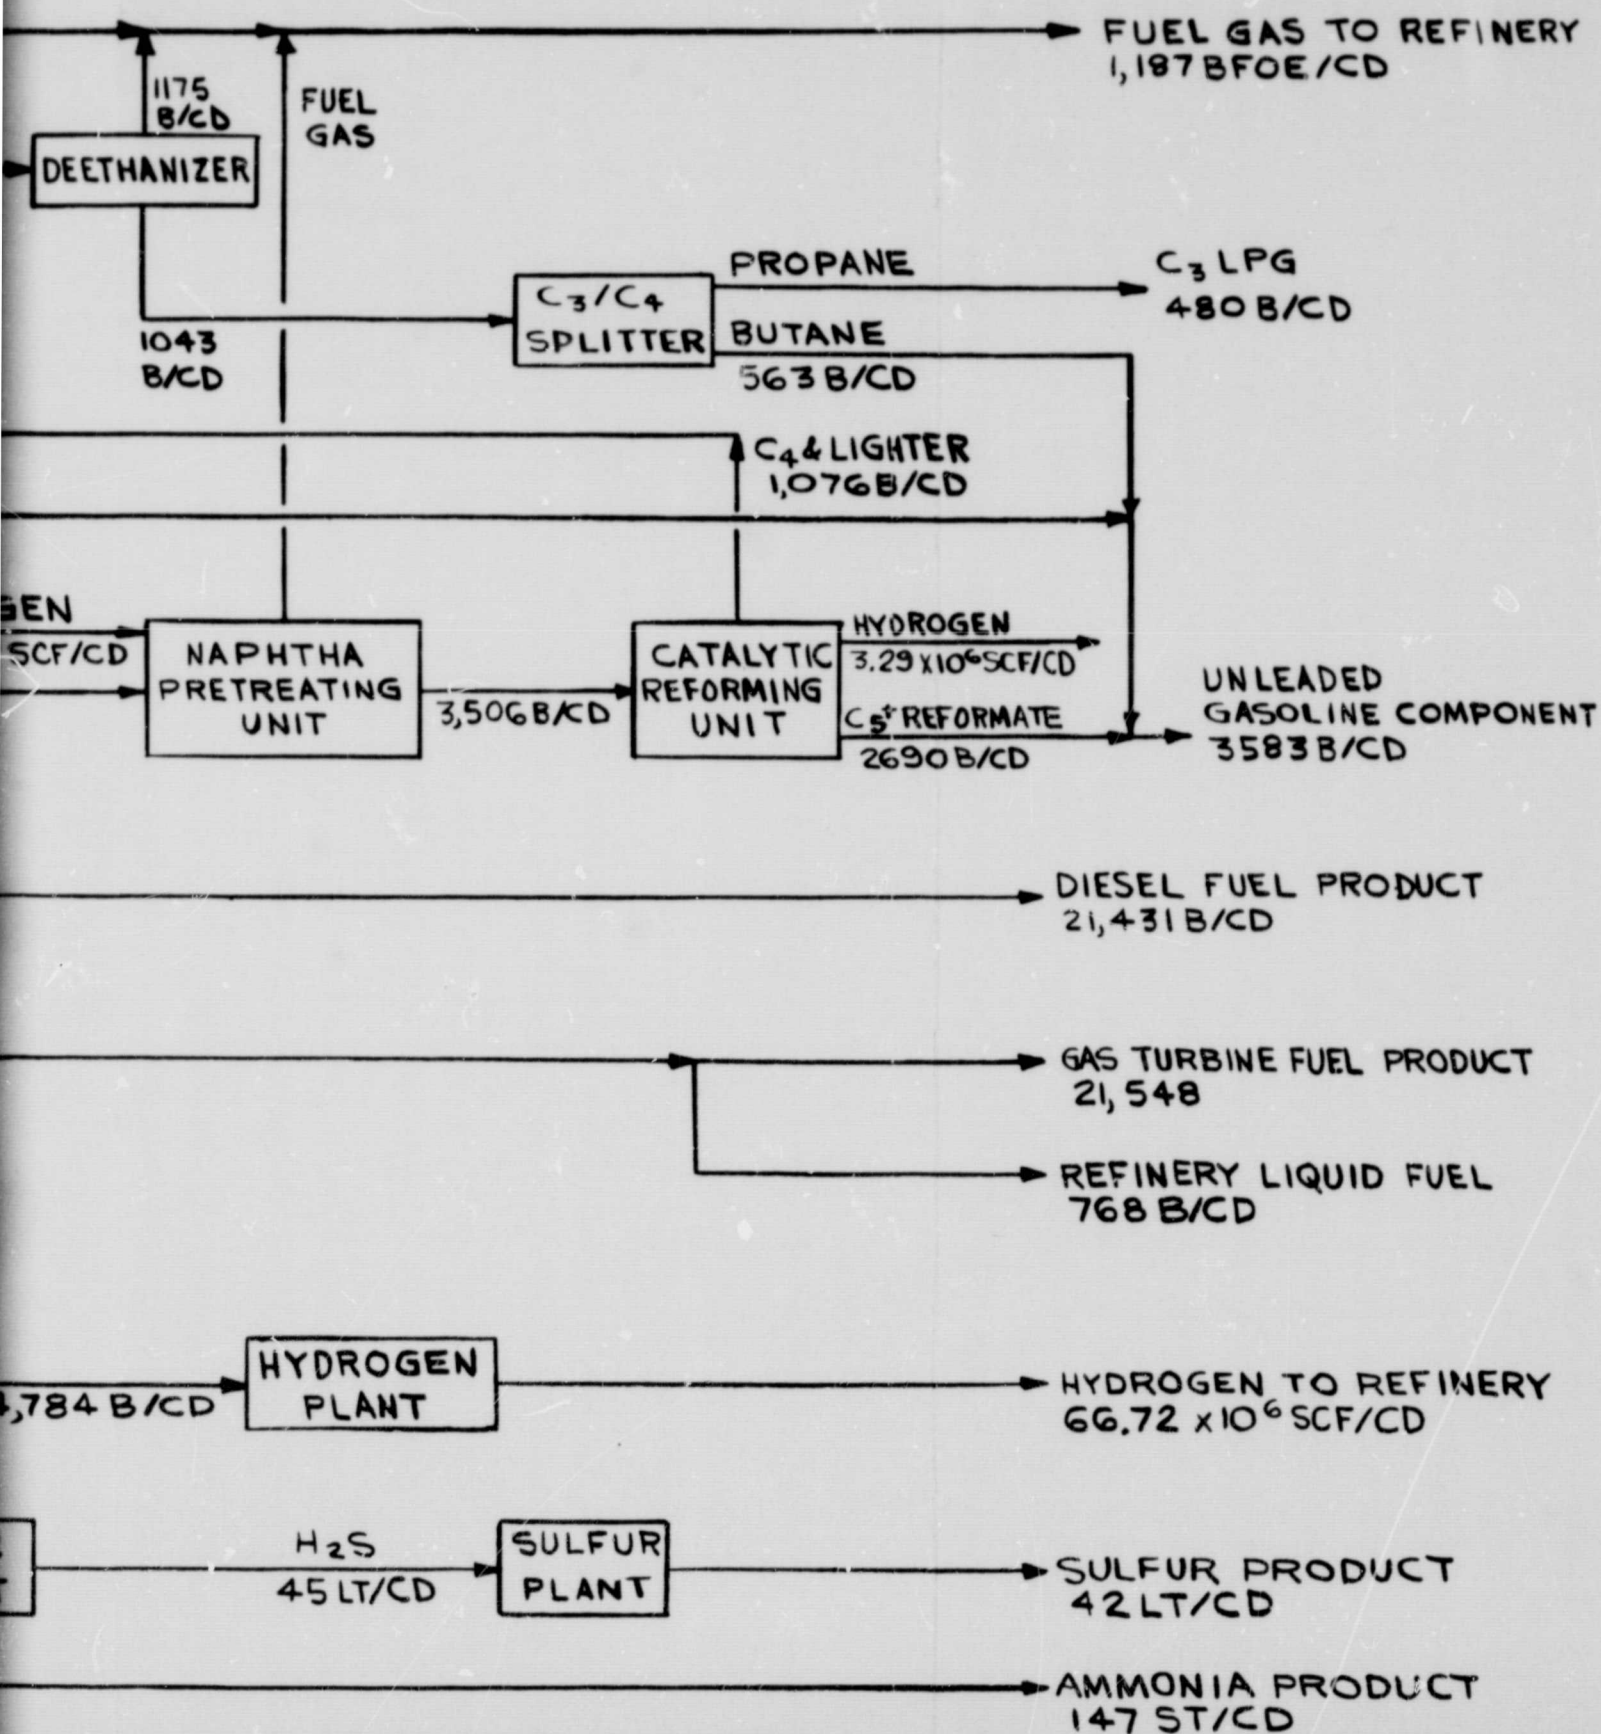 FUEL GAS TO REFINERY
1,187 BFOE/CD
1175
B/CD
FUEL
GAS
DEETHANIZER
PROPANE
C₃ LPG
480 B/CD
C₃/C₄
SPLITTER
BUTANE
563 B/CD
1043
B/CD
C₄ & LIGHTER
1,076 B/CD
GEN
SCF/CD
NAPHTHA
PRETREATING
UNIT
3,506 B/CD
CATALYTIC
REFORMING
UNIT
HYDROGEN
3.29 x10⁶ SCF/CD
C₅⁺ REFORMATE
2690 B/CD
UNLEADED
GASOLINE COMPONENT
3583 B/CD
DIESEL FUEL PRODUCT
21,431 B/CD
GAS TURBINE FUEL PRODUCT
21,548
REFINERY LIQUID FUEL
768 B/CD
,784 B/CD
HYDROGEN
PLANT
HYDROGEN TO REFINERY
66.72 x10⁶ SCF/CD
H₂S
45 LT/CD
SULFUR
PLANT
SULFUR PRODUCT
42 LT/CD
AMMONIA PRODUCT
147 ST/CD